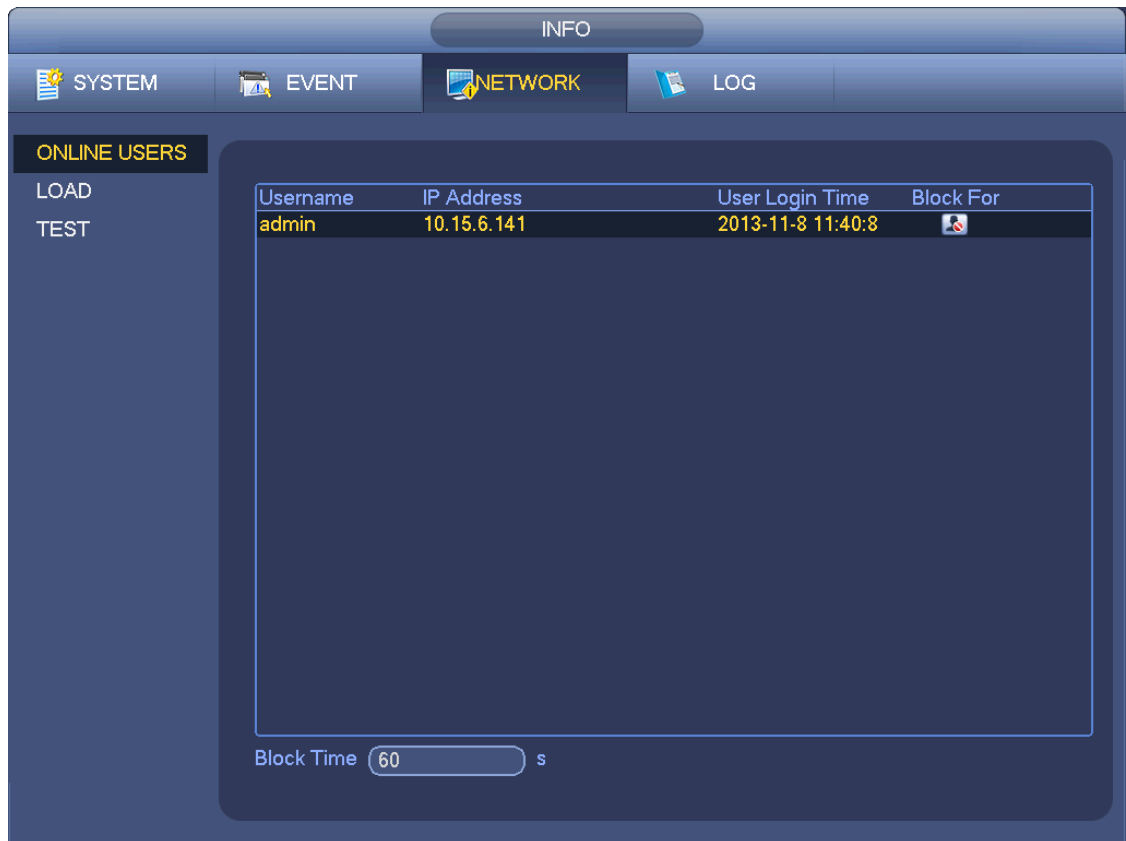 INFO
SYSTEM EVENT NETWORK LOG
ONLINE USERS
LOAD
TEST
Username IP Address User Login Time Block For
admin 10.15.6.141 2013-11-8 11:40:8
Block Time 60 s